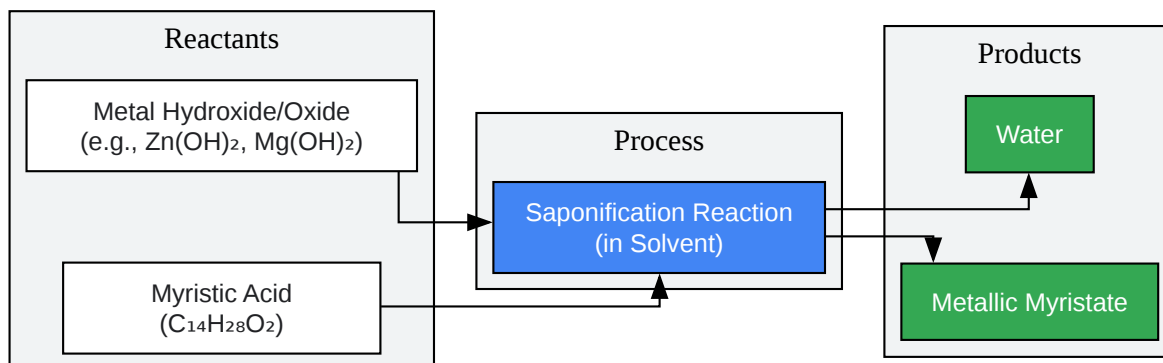 Reactants
Metal Hydroxide/Oxide
(e.g., Zn(OH)₂, Mg(OH)₂)
Myristic Acid
(C₁₄H₂₈O₂)
Process
Saponification Reaction
(in Solvent)
Products
Water
Metallic Myristate